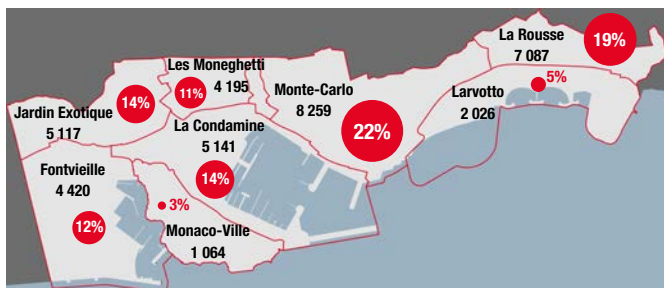 La Rousse
7 087
19%
Les Moneghetti
4 195
11%
Monte-Carlo
8 259
22%
Larvotto
2 026
5%
Jardin Exotique
5 117
14%
La Condamine
5 141
14%
Fontvieille
4 420
12%
3%
Monaco-Ville
1 064